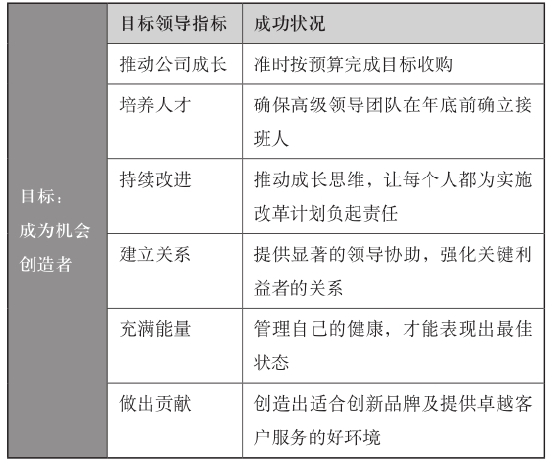 目标领导指标 成功状况
推动公司成长 准时按预算完成目标收购
培养人才 确保高级领导团队在年底前确立接
班人
持续改进 推动成长思维，让每个人都为实施
改革计划负起责任
目标：
成为机会
创造者
建立关系 提供显著的领导协助，强化关键利
益者的关系
充满能量 管理自己的健康，才能表现出最佳
状态
做出贡献 创造出适合创新品牌及提供卓越客
户服务的好环境